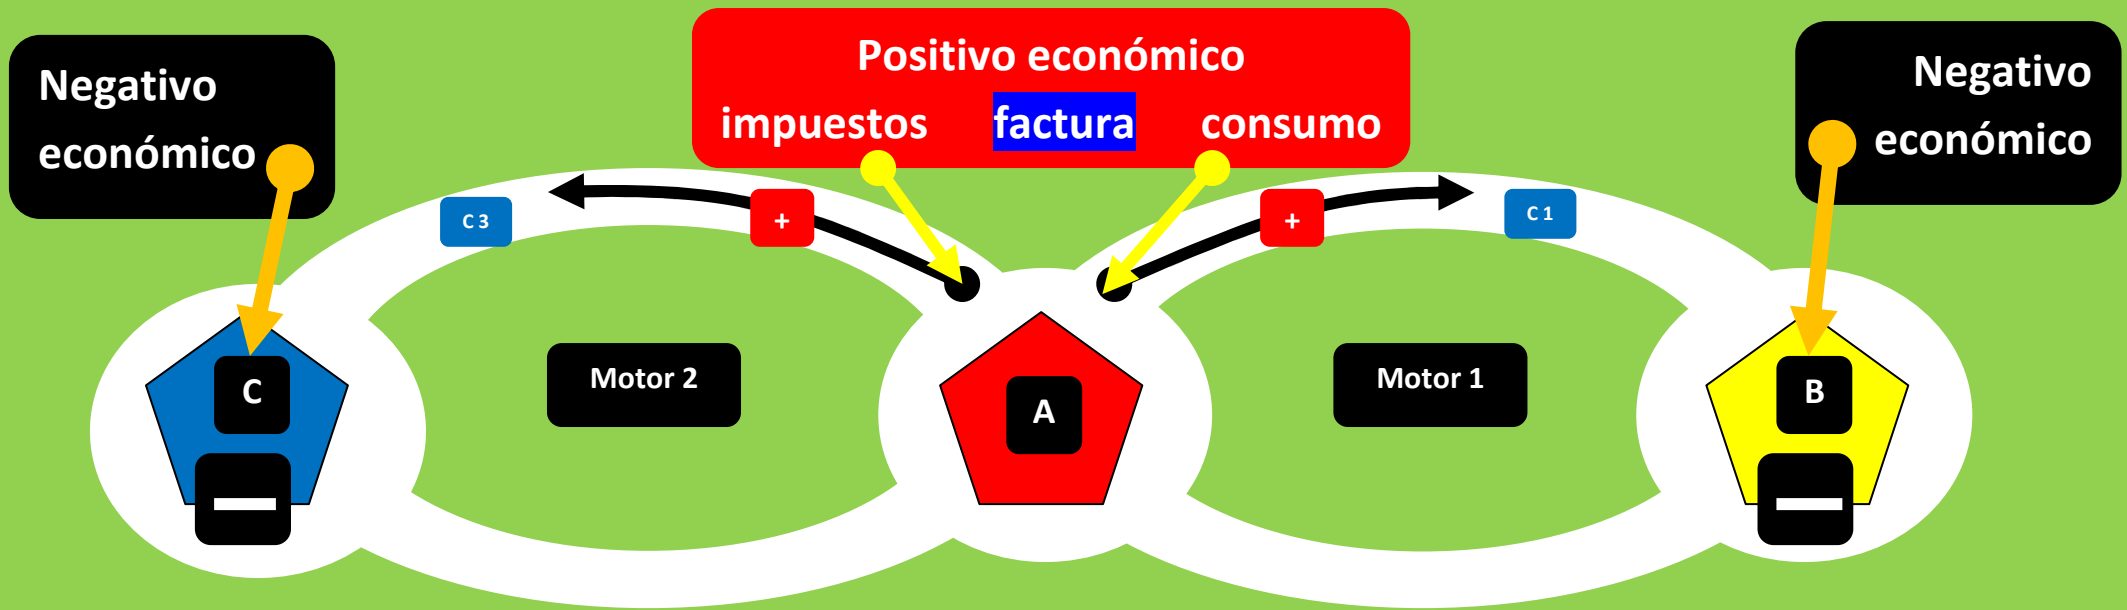 Negativo
económico
Positivo económico
impuestos factura consumo
Negativo
económico
C 3
+
+
C 1
C
Motor 2
A
Motor 1
B